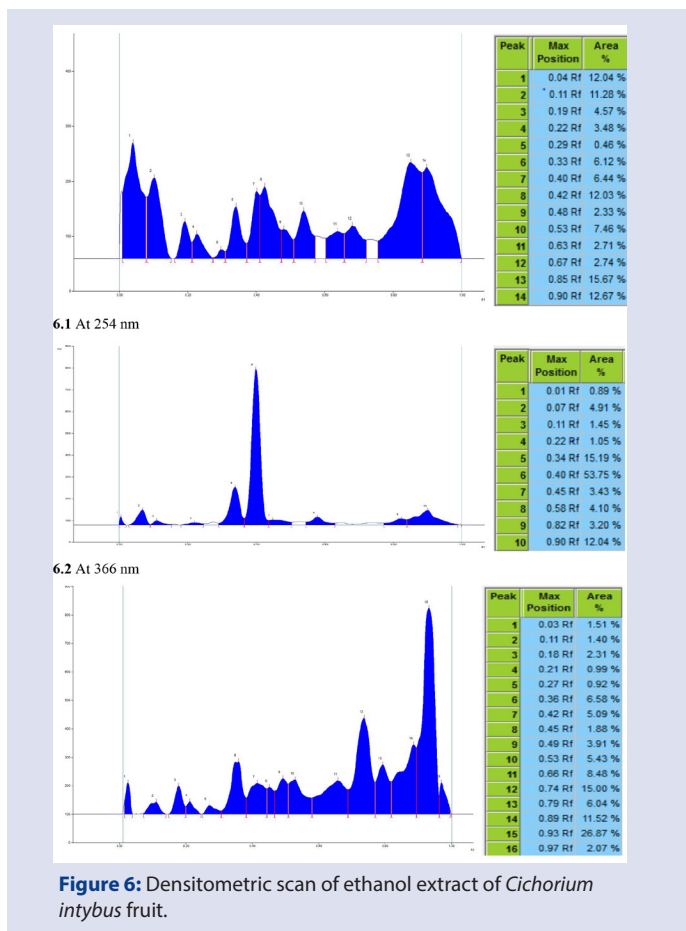 Peak Max Position Area %
1 0.04 Rf 12.04 %
2 0.11 Rf 11.28 %
3 0.19 Rf 4.57 %
4 0.22 Rf 3.48 %
5 0.29 Rf 0.46 %
6 0.33 Rf 6.12 %
7 0.40 Rf 6.44 %
8 0.42 Rf 12.03 %
9 0.48 Rf 2.33 %
10 0.53 Rf 7.46 %
11 0.63 Rf 2.71 %
12 0.67 Rf 2.74 %
13 0.85 Rf 15.67 %
14 0.90 Rf 12.67 %
6.1 At 254 nm
Peak Max Position Area %
1 0.01 Rf 0.89 %
2 0.07 Rf 4.91 %
3 0.11 Rf 1.45 %
4 0.22 Rf 1.05 %
5 0.34 Rf 15.19 %
6 0.40 Rf 53.75 %
7 0.45 Rf 3.43 %
8 0.58 Rf 4.10 %
9 0.82 Rf 3.20 %
10 0.90 Rf 12.04 %
6.2 At 366 nm
Peak Max Position Area %
1 0.03 Rf 1.51 %
2 0.11 Rf 1.40 %
3 0.18 Rf 2.31 %
4 0.21 Rf 0.99 %
5 0.27 Rf 0.92 %
6 0.36 Rf 6.58 %
7 0.42 Rf 5.09 %
8 0.45 Rf 1.88 %
9 0.49 Rf 3.91 %
10 0.53 Rf 5.43 %
11 0.66 Rf 8.48 %
12 0.74 Rf 15.00 %
13 0.79 Rf 6.04 %
14 0.89 Rf 11.52 %
15 0.93 Rf 26.87 %
16 0.97 Rf 2.07 %
Figure 6: Densitometric scan of ethanol extract of Cichorium
intybus fruit.